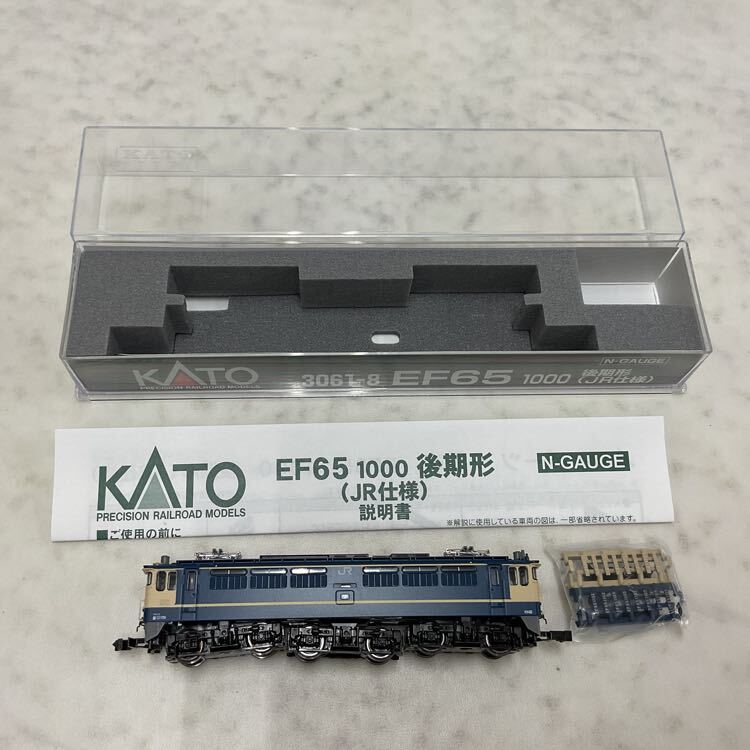 KATO
KATO
PRECISION RAILROAD MODELS
3061-8 EF65 1000 後期形
(JR仕様)
N-GAUGE
KATO
PRECISION RAILROAD MODELS
EF65 1000 後期形
(JR仕様)
説明書
N-GAUGE
■ご使用の前に
※解説に使用している車両の図は、一部省略されています。
JR